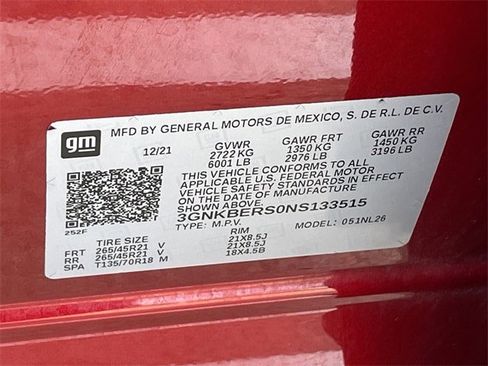 gm
MFD BY GENERAL MOTORS DE MEXICO, S. DE R.L. DE C.V.
12/21 GVWR GAWR FRT GAWR RR
2722 KG 1350 KG 1450 KG
6001 LB 2976 LB 3196 LB
THIS VEHICLE CONFORMS TO ALL
APPLICABLE U.S. FEDERAL MOTOR
VEHICLE SAFETY STANDARDS IN EFFECT
ON THE DATE OF MANUFACTURE
SHOWN ABOVE.
3GNKBERS0NS133515
TYPE: M.P.V. MODEL: 051NL26
252F
TIRE SIZE RIM
FRT 265/45R21 V 21X8.5J
RR 265/45R21 V 21X8.5J
SPA T135/70R18 M 18X4.5B